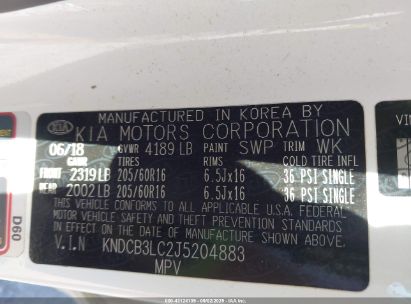 MANUFACTURED IN KOREA BY
KIA KIA MOTORS CORPORATION
06/18 GVWR 4189 LB PAINT SWP TRIM WK
GAWR TIRES RIMS COLD TIRE INFL
FRONT 2319 LB 205/60R16 6.5Jx16 36 PSI SINGLE
REAR 2002 LB 205/60R16 6.5Jx16 36 PSI SINGLE
THIS VEHICLE CONFORMS TO ALL APPLICABLE U.S.A. FEDERAL
MOTOR VEHICLE SAFETY AND THEFT PREVENTION STANDARDS
IN EFFECT ON THE DATE OF MANUFACTURE SHOWN ABOVE.
V.I.N KNDCB3LC2J5204883
MPV
D60
VI